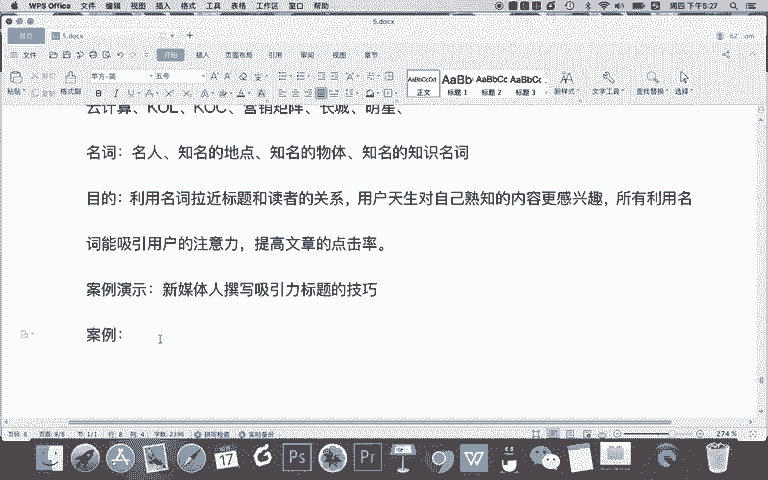 WPS Office 文件 编辑 视图 插入 格式 工具 表格 工作区 窗口 帮助 周四 下午5:27
5.docx
首页 5.docx
文件 开始 插入 页面布局 引用 审阅 视图 章节
粘贴 剪切 复制 格式刷 苹方-简 五号 AaBbCcDd 正文 AaBb 标题 1 AaBbCc 标题 2 AaBbC 标题 3 新样式 文字工具 查找替换 选择
云计算、KOL、KOC、营销矩阵、长城、明星、
名词：名人、知名的地点、知名的物体、知名的知识名词
目的：利用名词拉近标题和读者的关系，用户天生对自己熟知的内容更感兴趣，所有利用名
词能吸引用户的注意力，提高文章的点击率。
案例演示：新媒体人撰写吸引力标题的技巧
案例：
页码: 8 页面: 8/8 节: 1/1 行: 8 列: 4 字数: 2396 拼写检查 实时备份 274 %
17 Ps Pr